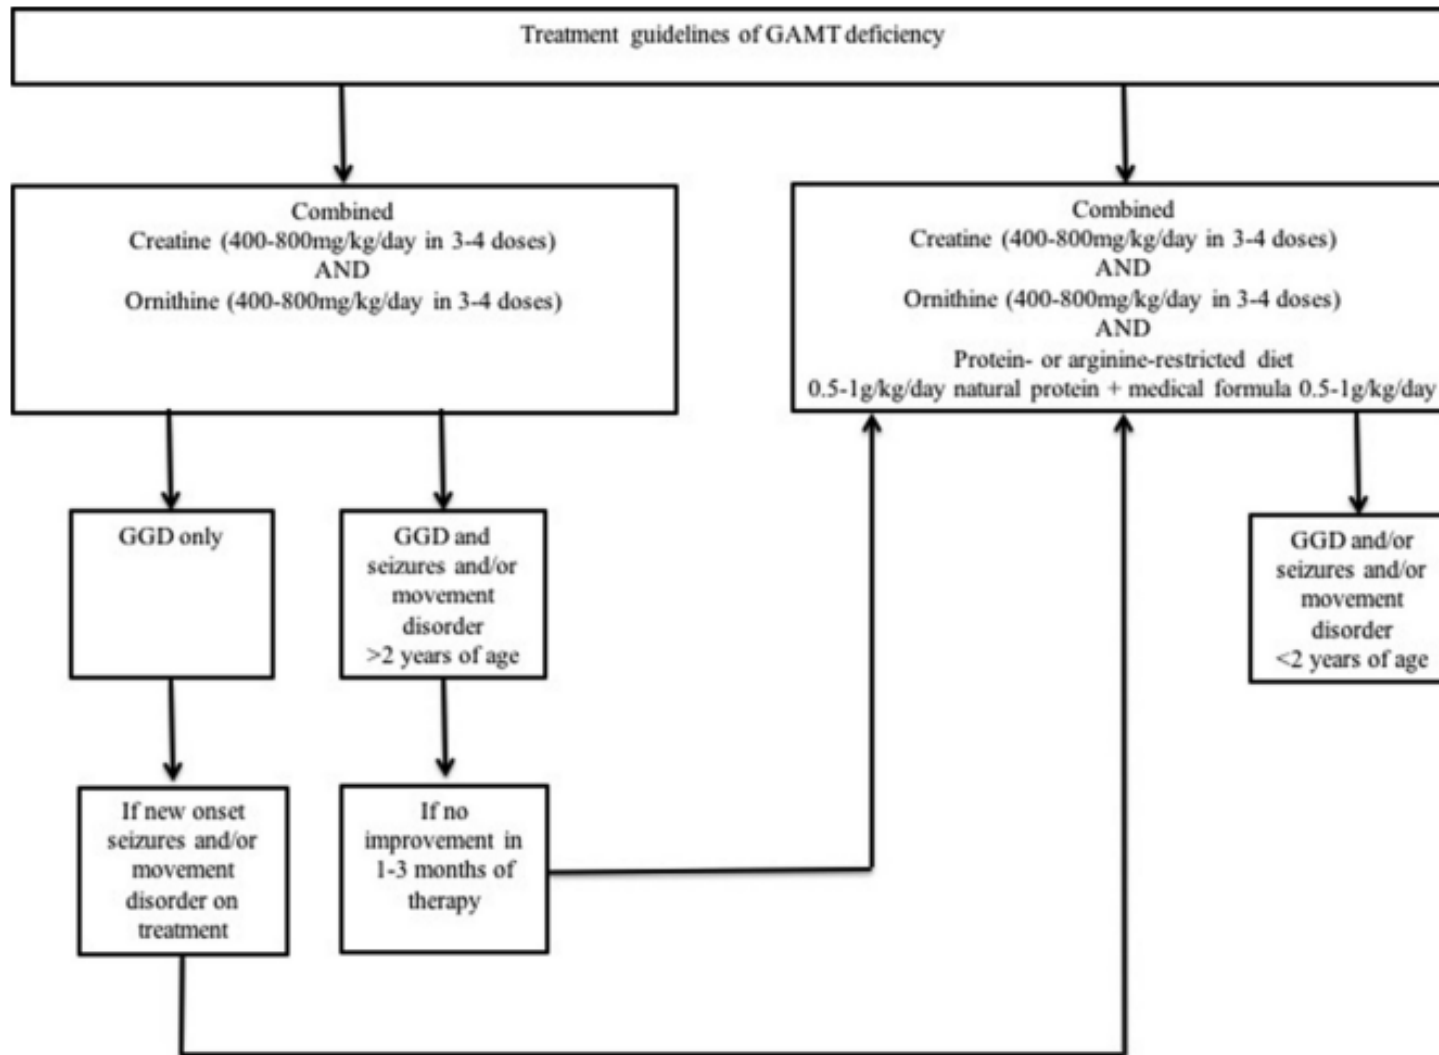 Treatment guidelines of GAMT deficiency
Combined
Creatine (400-800mg/kg/day in 3-4 doses)
AND
Ornithine (400-800mg/kg/day in 3-4 doses)
Combined
Creatine (400-800mg/kg/day in 3-4 doses)
AND
Ornithine (400-800mg/kg/day in 3-4 doses)
AND
Protein- or arginine-restricted diet
0.5-1g/kg/day natural protein + medical formula 0.5-1g/kg/day
GGD only
GGD and
seizures and/or
movement
disorder
>2 years of age
GGD and/or
seizures and/or
movement
disorder
<2 years of age
If new onset
seizures and/or
movement
disorder on
treatment
If no
improvement in
1-3 months of
therapy